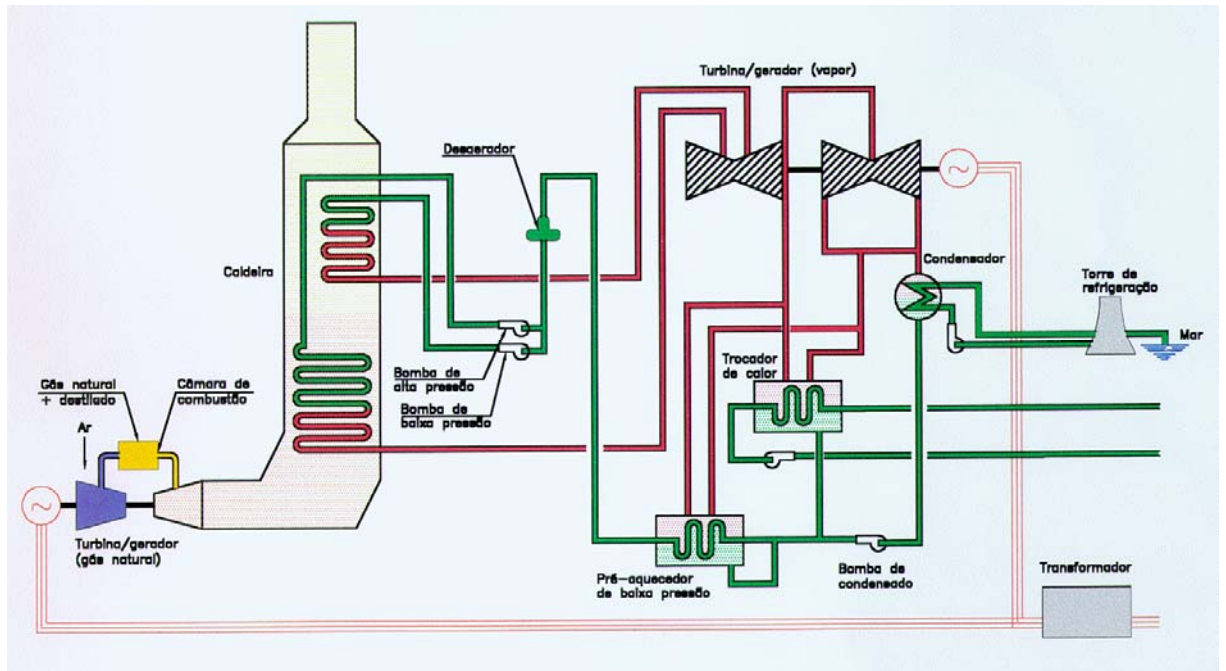 Turbina/gerador (vapor)
Desaerador
Caldeira
Condensador
Torre de
refrigeração
Mar
Bomba de
alta pressão
Bomba de
baixa pressão
Trocador
de calor
Gás natural
+ destilado
Câmara de
combustão
Ar
Turbina/gerador
(gás natural)
Pré-aquecedor
de baixa pressão
Bomba de
condensado
Transformador